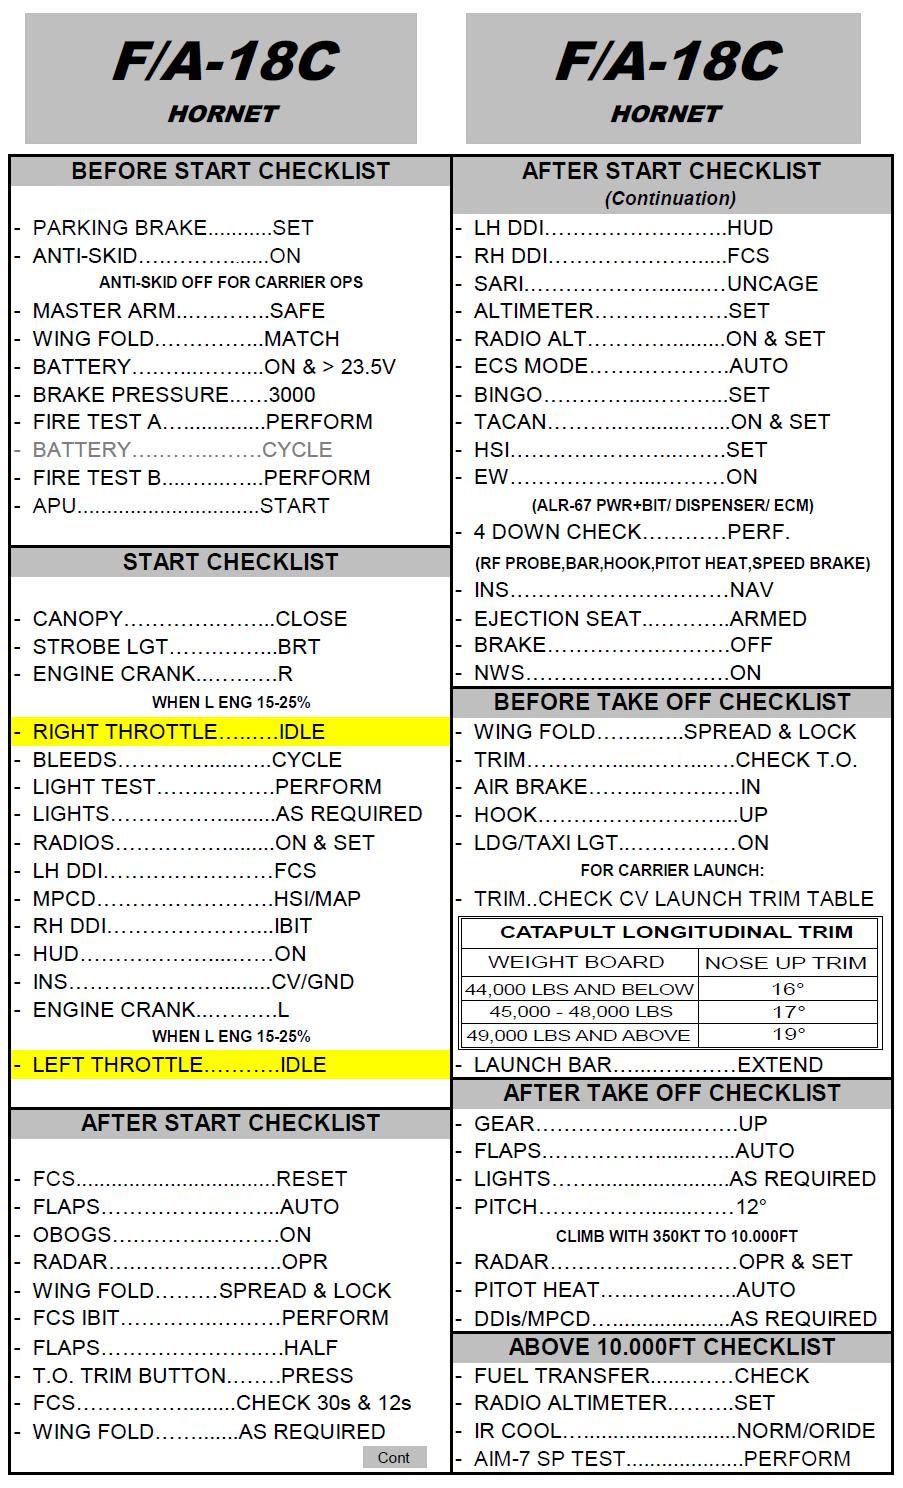 F/A-18C
HORNET
BEFORE START CHECKLIST
- PARKING BRAKE...........SET
- ANTI-SKID..................ON
ANTI-SKID OFF FOR CARRIER OPS
- MASTER ARM..............SAFE
- WING FOLD................MATCH
- BATTERY..................ON & > 23.5V
- BRAKE PRESSURE......3000
- FIRE TEST A................PERFORM
- BATTERY..................CYCLE
- FIRE TEST B...............PERFORM
- APU..............................START
START CHECKLIST
- CANOPY.....................CLOSE
- STROBE LGT...............BRT
- ENGINE CRANK............R
WHEN L ENG 15-25%
- RIGHT THROTTLE.........IDLE
- BLEEDS.....................CYCLE
- LIGHT TEST................PERFORM
- LIGHTS.......................AS REQUIRED
- RADIOS......................ON & SET
- LH DDI........................FCS
- MPCD.........................HSI/MAP
- RH DDI.......................IBIT
- HUD...........................ON
- INS............................CV/GND
- ENGINE CRANK............L
WHEN L ENG 15-25%
- LEFT THROTTLE...........IDLE
AFTER START CHECKLIST
- FCS.................................RESET
- FLAPS.........................AUTO
- OBOGS.......................ON
- RADAR........................OPR
- WING FOLD.........SPREAD & LOCK
- FCS IBIT......................PERFORM
- FLAPS.........................HALF
- T.O. TRIM BUTTON........PRESS
- FCS.......................CHECK 30s & 12s
- WING FOLD............AS REQUIRED
Cont
F/A-18C
HORNET
AFTER START CHECKLIST
(Continuation)
- LH DDI..........................HUD
- RH DDI.........................FCS
- SARI............................UNCAGE
- ALTIMETER...................SET
- RADIO ALT....................ON & SET
- ECS MODE....................AUTO
- BINGO..........................SET
- TACAN..........................ON & SET
- HSI...............................SET
- EW...............................ON
(ALR-67 PWR+BIT/ DISPENSER/ ECM)
- 4 DOWN CHECK............PERF.
(RF PROBE,BAR,HOOK,PITOT HEAT,SPEED BRAKE)
- INS...............................NAV
- EJECTION SEAT............ARMED
- BRAKE..........................OFF
- NWS.............................ON
BEFORE TAKE OFF CHECKLIST
- WING FOLD............SPREAD & LOCK
- TRIM.............................CHECK T.O.
- AIR BRAKE....................IN
- HOOK...........................UP
- LDG/TAXI LGT................ON
FOR CARRIER LAUNCH:
- TRIM..CHECK CV LAUNCH TRIM TABLE
CATAPULT LONGITUDINAL TRIM
WEIGHT BOARD NOSE UP TRIM
44,000 LBS AND BELOW 16°
45,000 - 48,000 LBS 17°
49,000 LBS AND ABOVE 19°
- LAUNCH BAR.................EXTEND
AFTER TAKE OFF CHECKLIST
- GEAR............................UP
- FLAPS...........................AUTO
- LIGHTS............................AS REQUIRED
- PITCH...........................12°
CLIMB WITH 350KT TO 10.000FT
- RADAR..........................OPR & SET
- PITOT HEAT...................AUTO
- DDIs/MPCD......................AS REQUIRED
ABOVE 10.000FT CHECKLIST
- FUEL TRANSFER............CHECK
- RADIO ALTIMETER.........SET
- IR COOL............................NORM/ORIDE
- AIM-7 SP TEST...................PERFORM